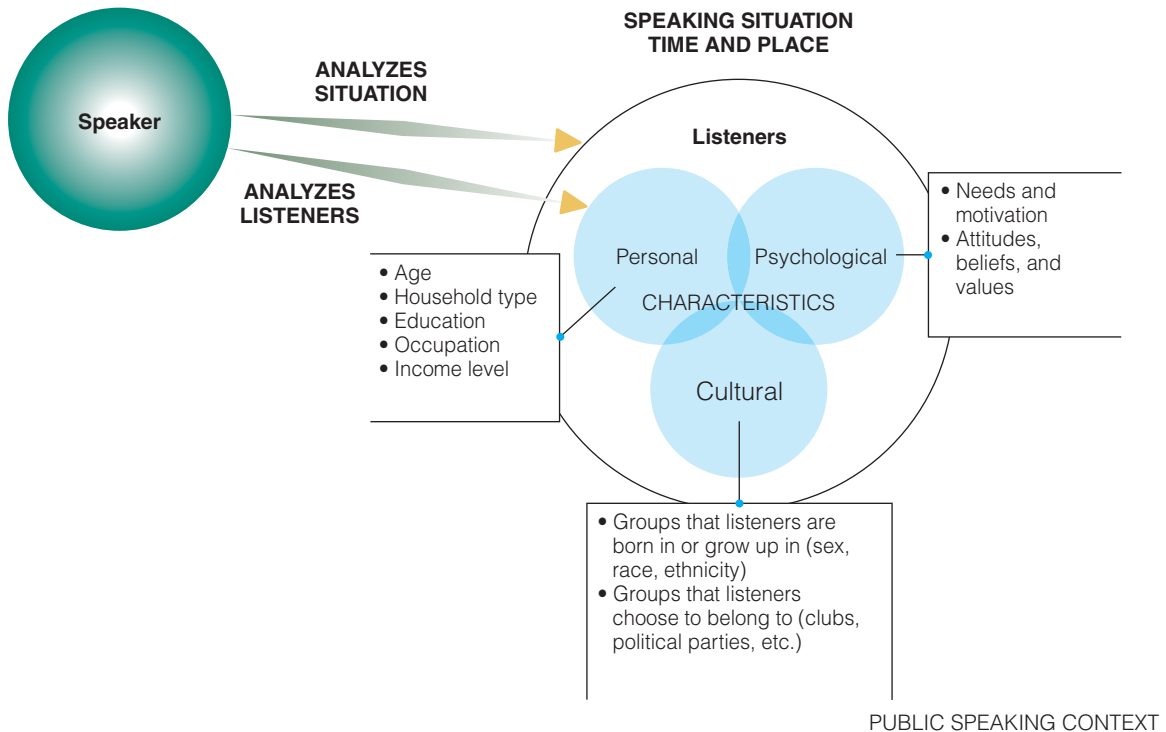 SPEAKING SITUATION
TIME AND PLACE
ANALYZES
SITUATION
Speaker
Listeners
ANALYZES
LISTENERS
• Needs and
motivation
• Attitudes,
beliefs, and
values
Personal
Psychological
CHARACTERISTICS
• Age
• Household type
• Education
• Occupation
• Income level
Cultural
• Groups that listeners are
born in or grow up in (sex,
race, ethnicity)
• Groups that listeners
choose to belong to (clubs,
political parties, etc.)
PUBLIC SPEAKING CONTEXT